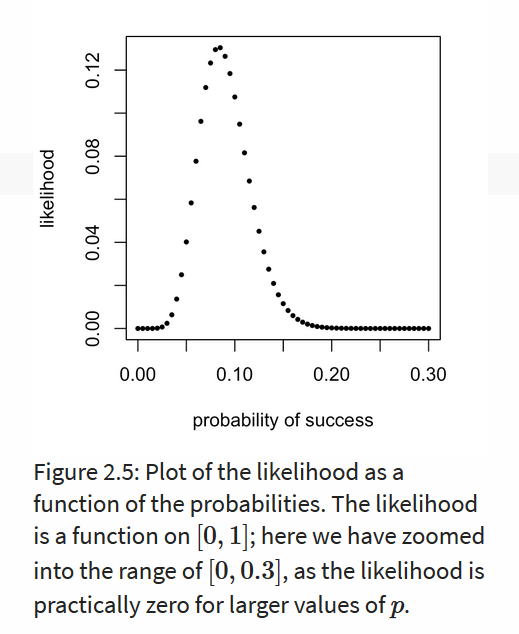 0.12
0.08
0.04
0.00
likelihood
0.00 0.10 0.20 0.30
probability of success
Figure 2.5: Plot of the likelihood as a
function of the probabilities. The likelihood
is a function on [0, 1]; here we have zoomed
into the range of [0, 0.3], as the likelihood is
practically zero for larger values of p.